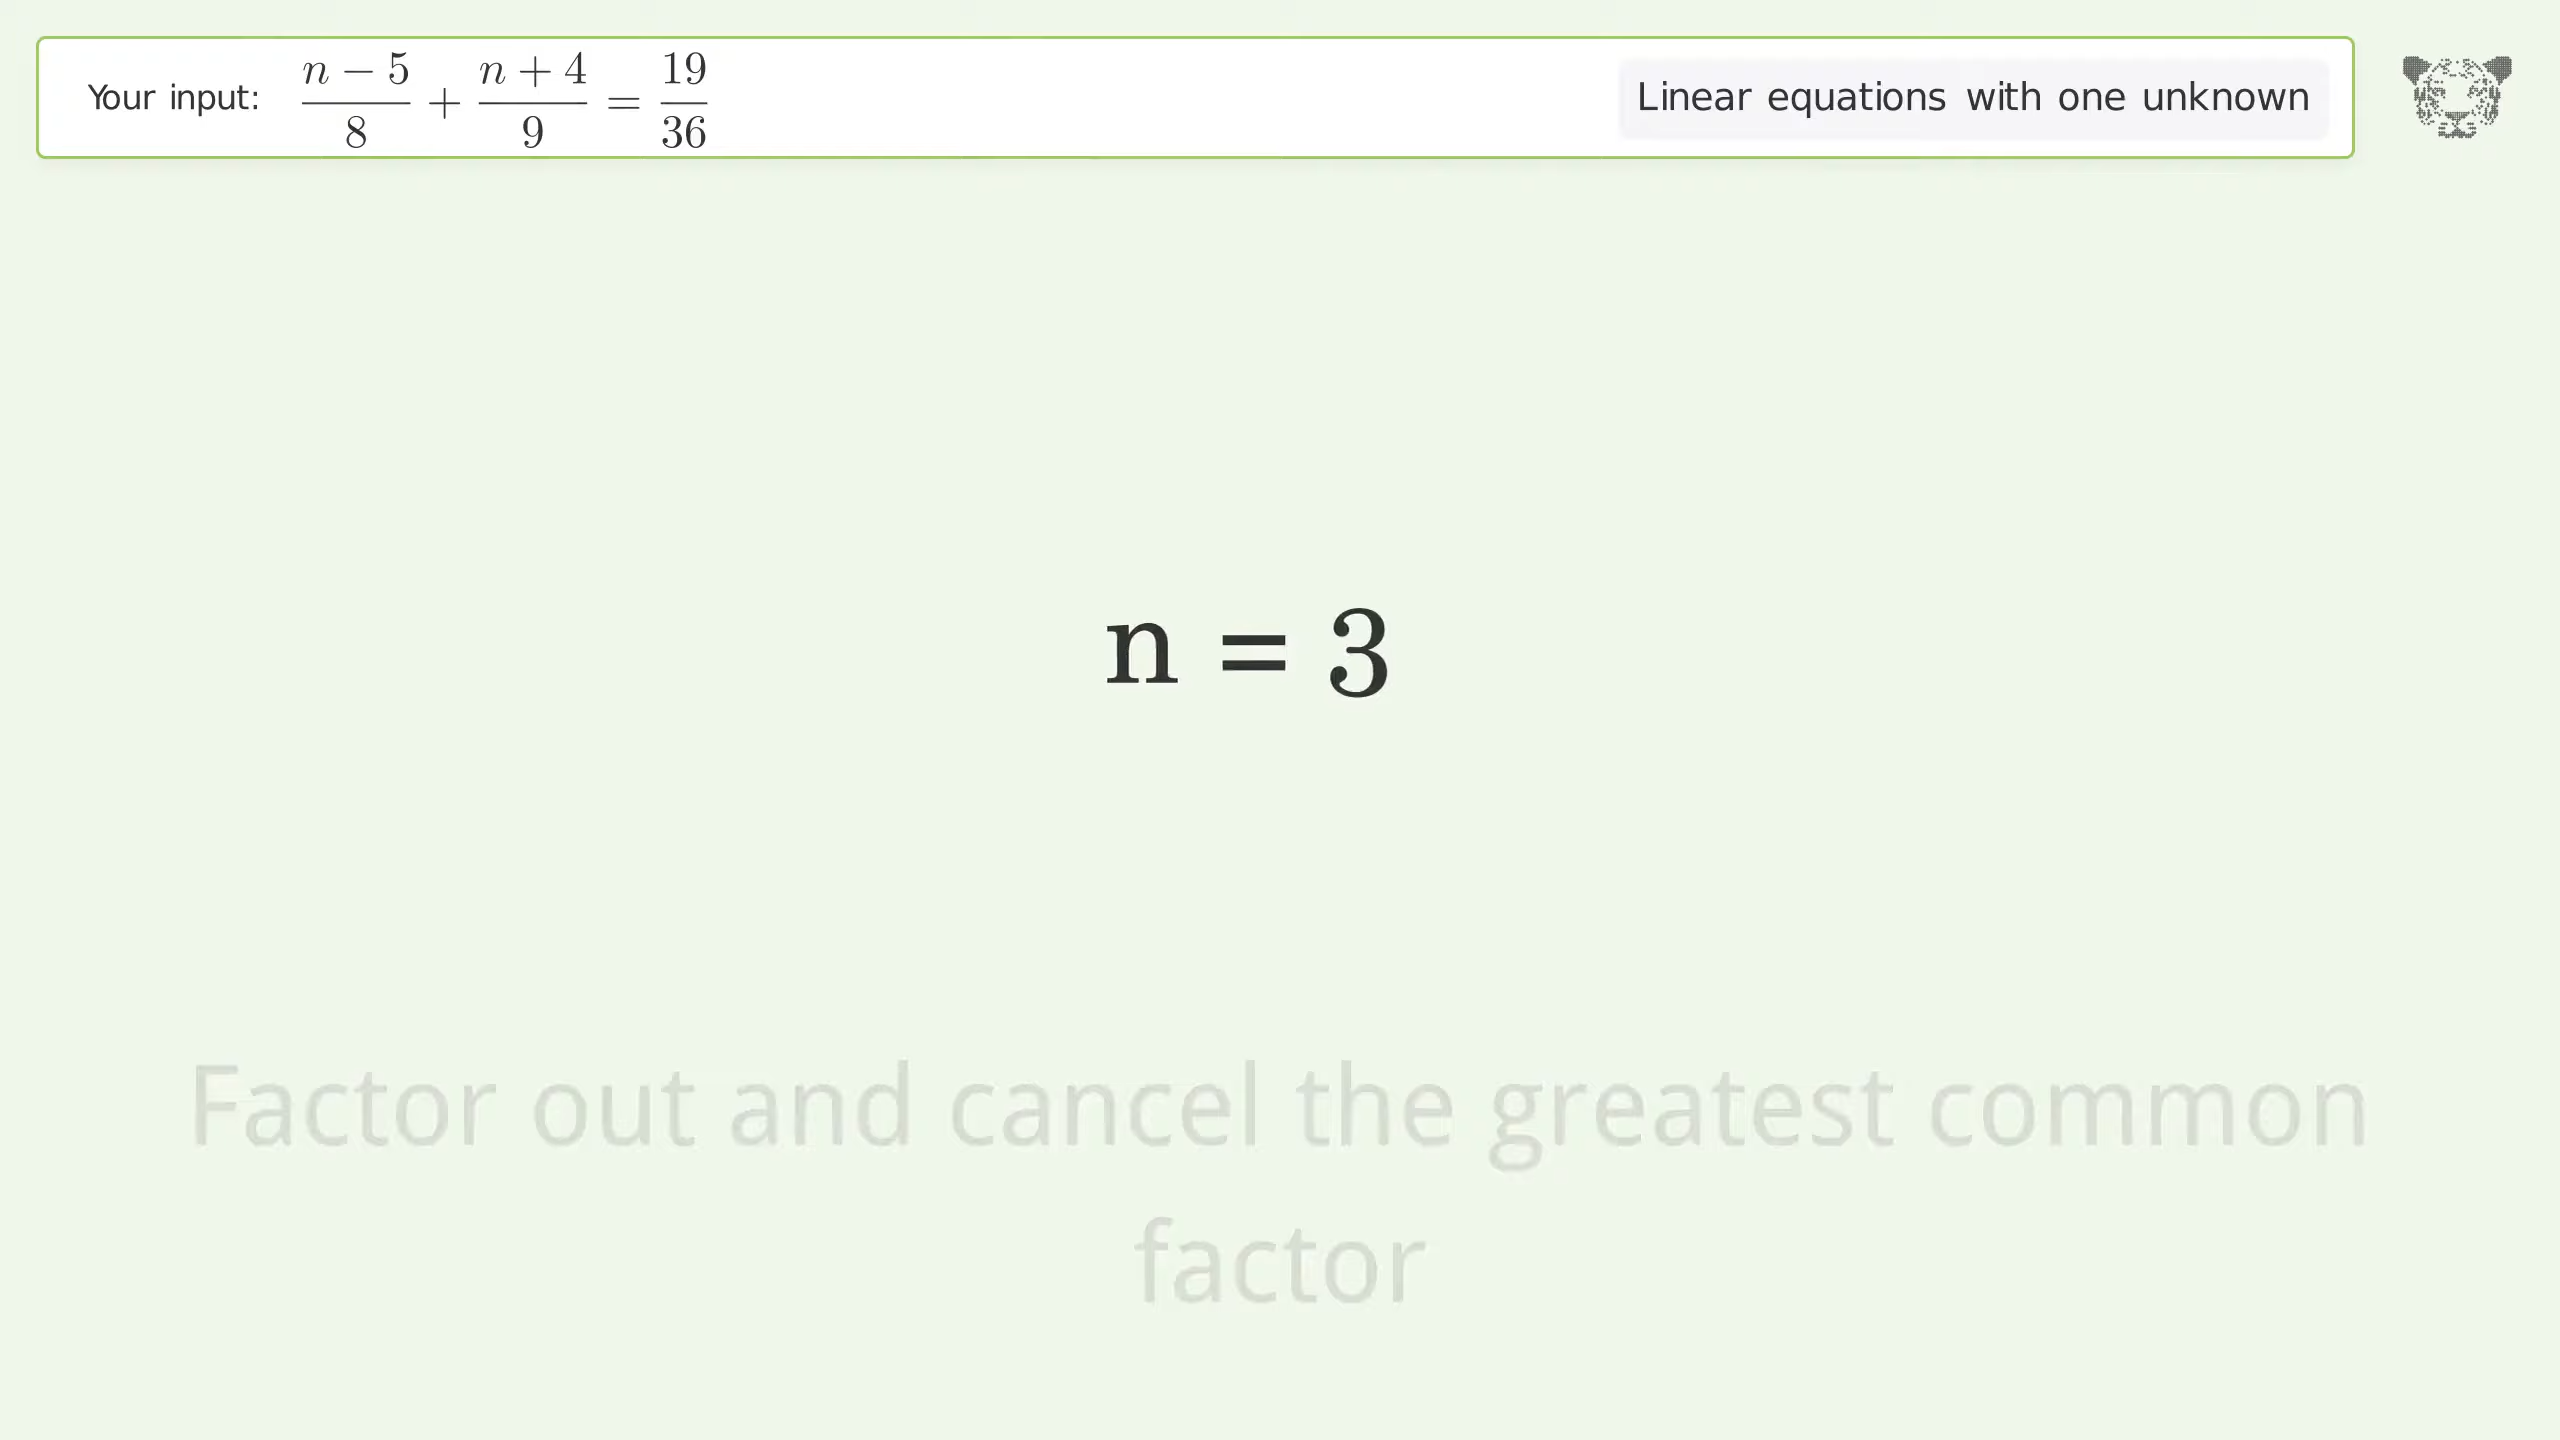 Your input: (n − 5)/8 + (n + 4)/9 = 19/36
Linear equations with one unknown
n = 3
Factor out and cancel the greatest common
factor